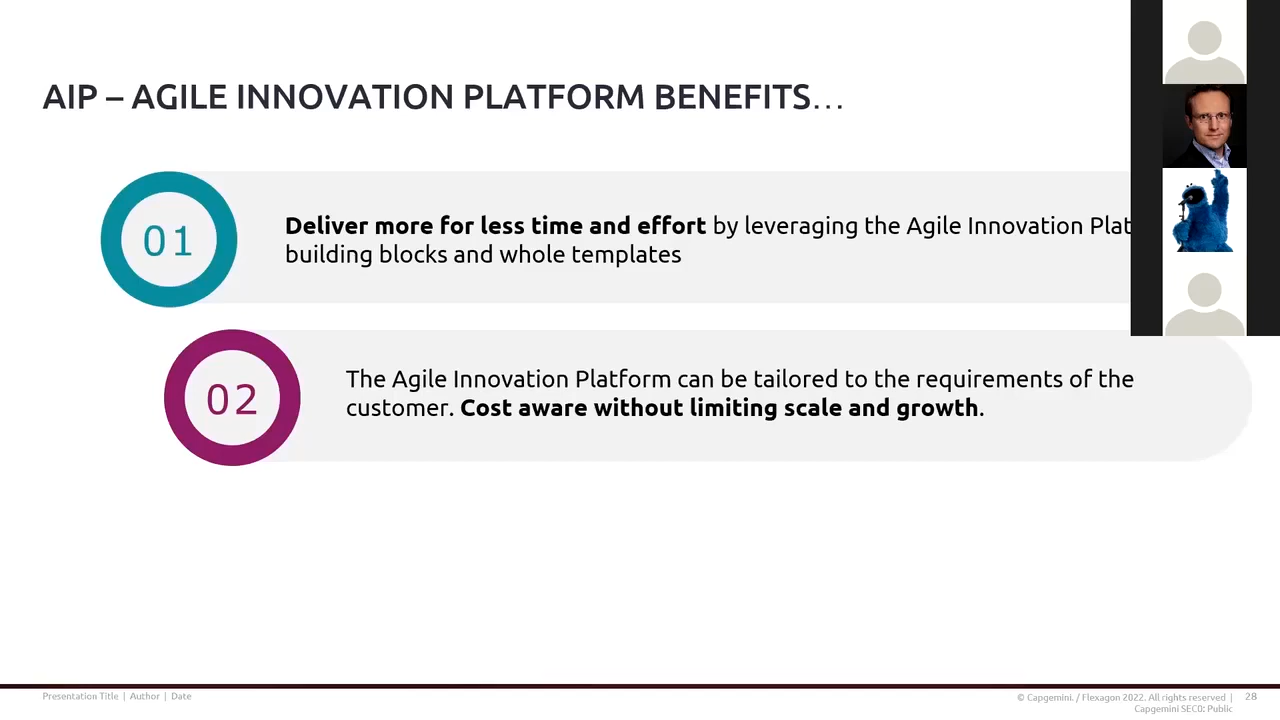 AIP – AGILE INNOVATION PLATFORM BENEFITS…
01
Deliver more for less time and effort by leveraging the Agile Innovation Plat
building blocks and whole templates
02
The Agile Innovation Platform can be tailored to the requirements of the
customer. Cost aware without limiting scale and growth.
Presentation Title | Author | Date
© Capgemini. / Flexagon 2022. All rights reserved | 28
Capgemini SEC0: Public